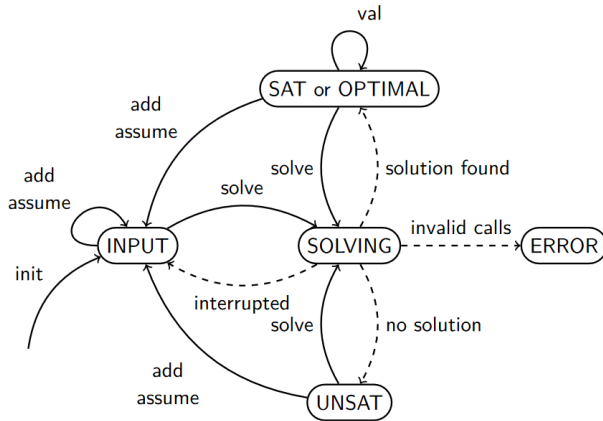 val
SAT or OPTIMAL
add
assume
add
assume
solve
solve
solution found
invalid calls
INPUT
SOLVING
ERROR
init
interrupted
solve
no solution
add
assume
UNSAT